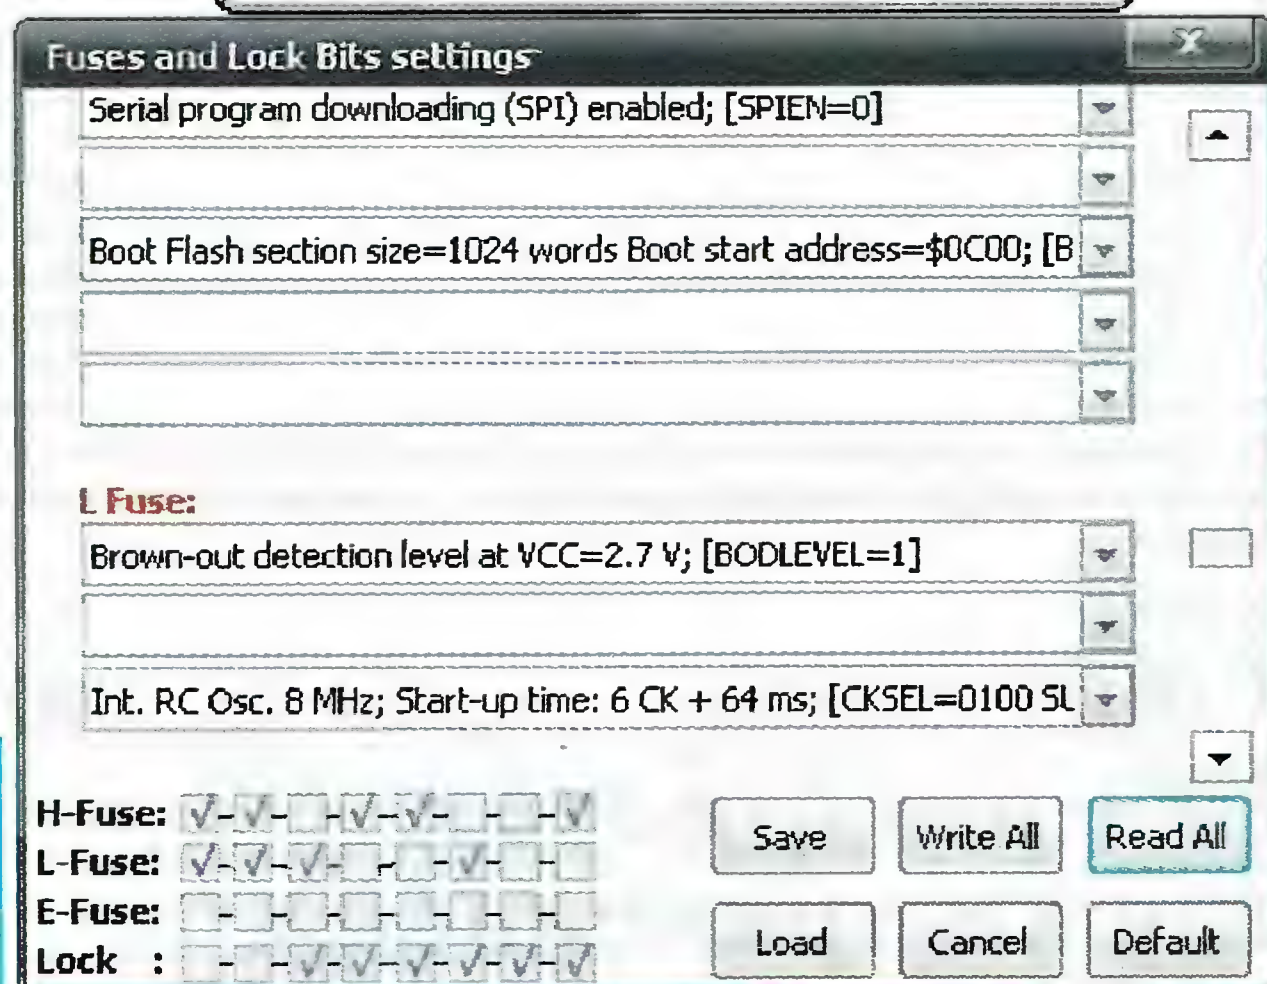 Fuses and Lock Bits settings
Serial program downloading (SPI) enabled; [SPIEN=0]
Boot Flash section size=1024 words Boot start address=$0C00; [B
L Fuse:
Brown-out detection level at VCC=2.7 V; [BODLEVEL=1]
Int. RC Osc. 8 MHz; Start-up time: 6 CK + 64 ms; [CKSEL=0100 SU
H-Fuse:
L-Fuse:
E-Fuse:
Lock :
Save
Write All
Read All
Load
Cancel
Default